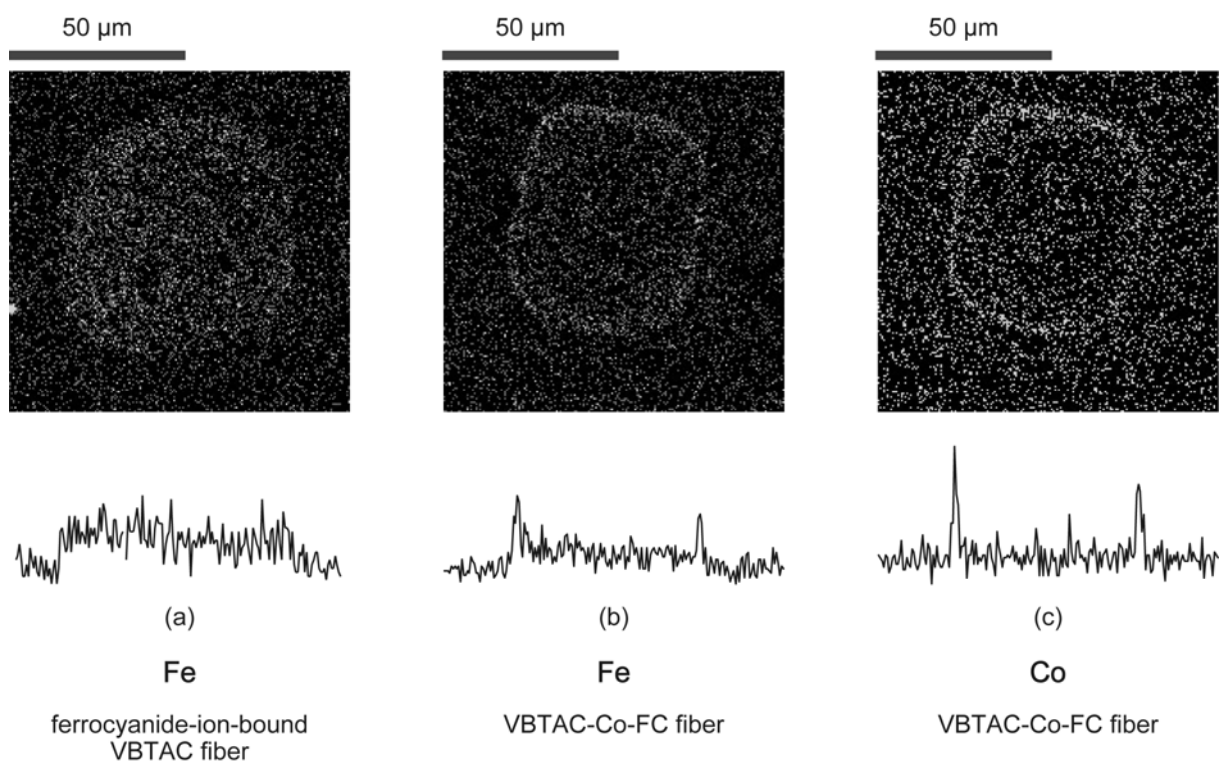 50 μm
50 μm
50 μm
(a)
(b)
(c)
Fe
Fe
Co
ferrocyanide-ion-bound
VBTAC fiber
VBTAC-Co-FC fiber
VBTAC-Co-FC fiber